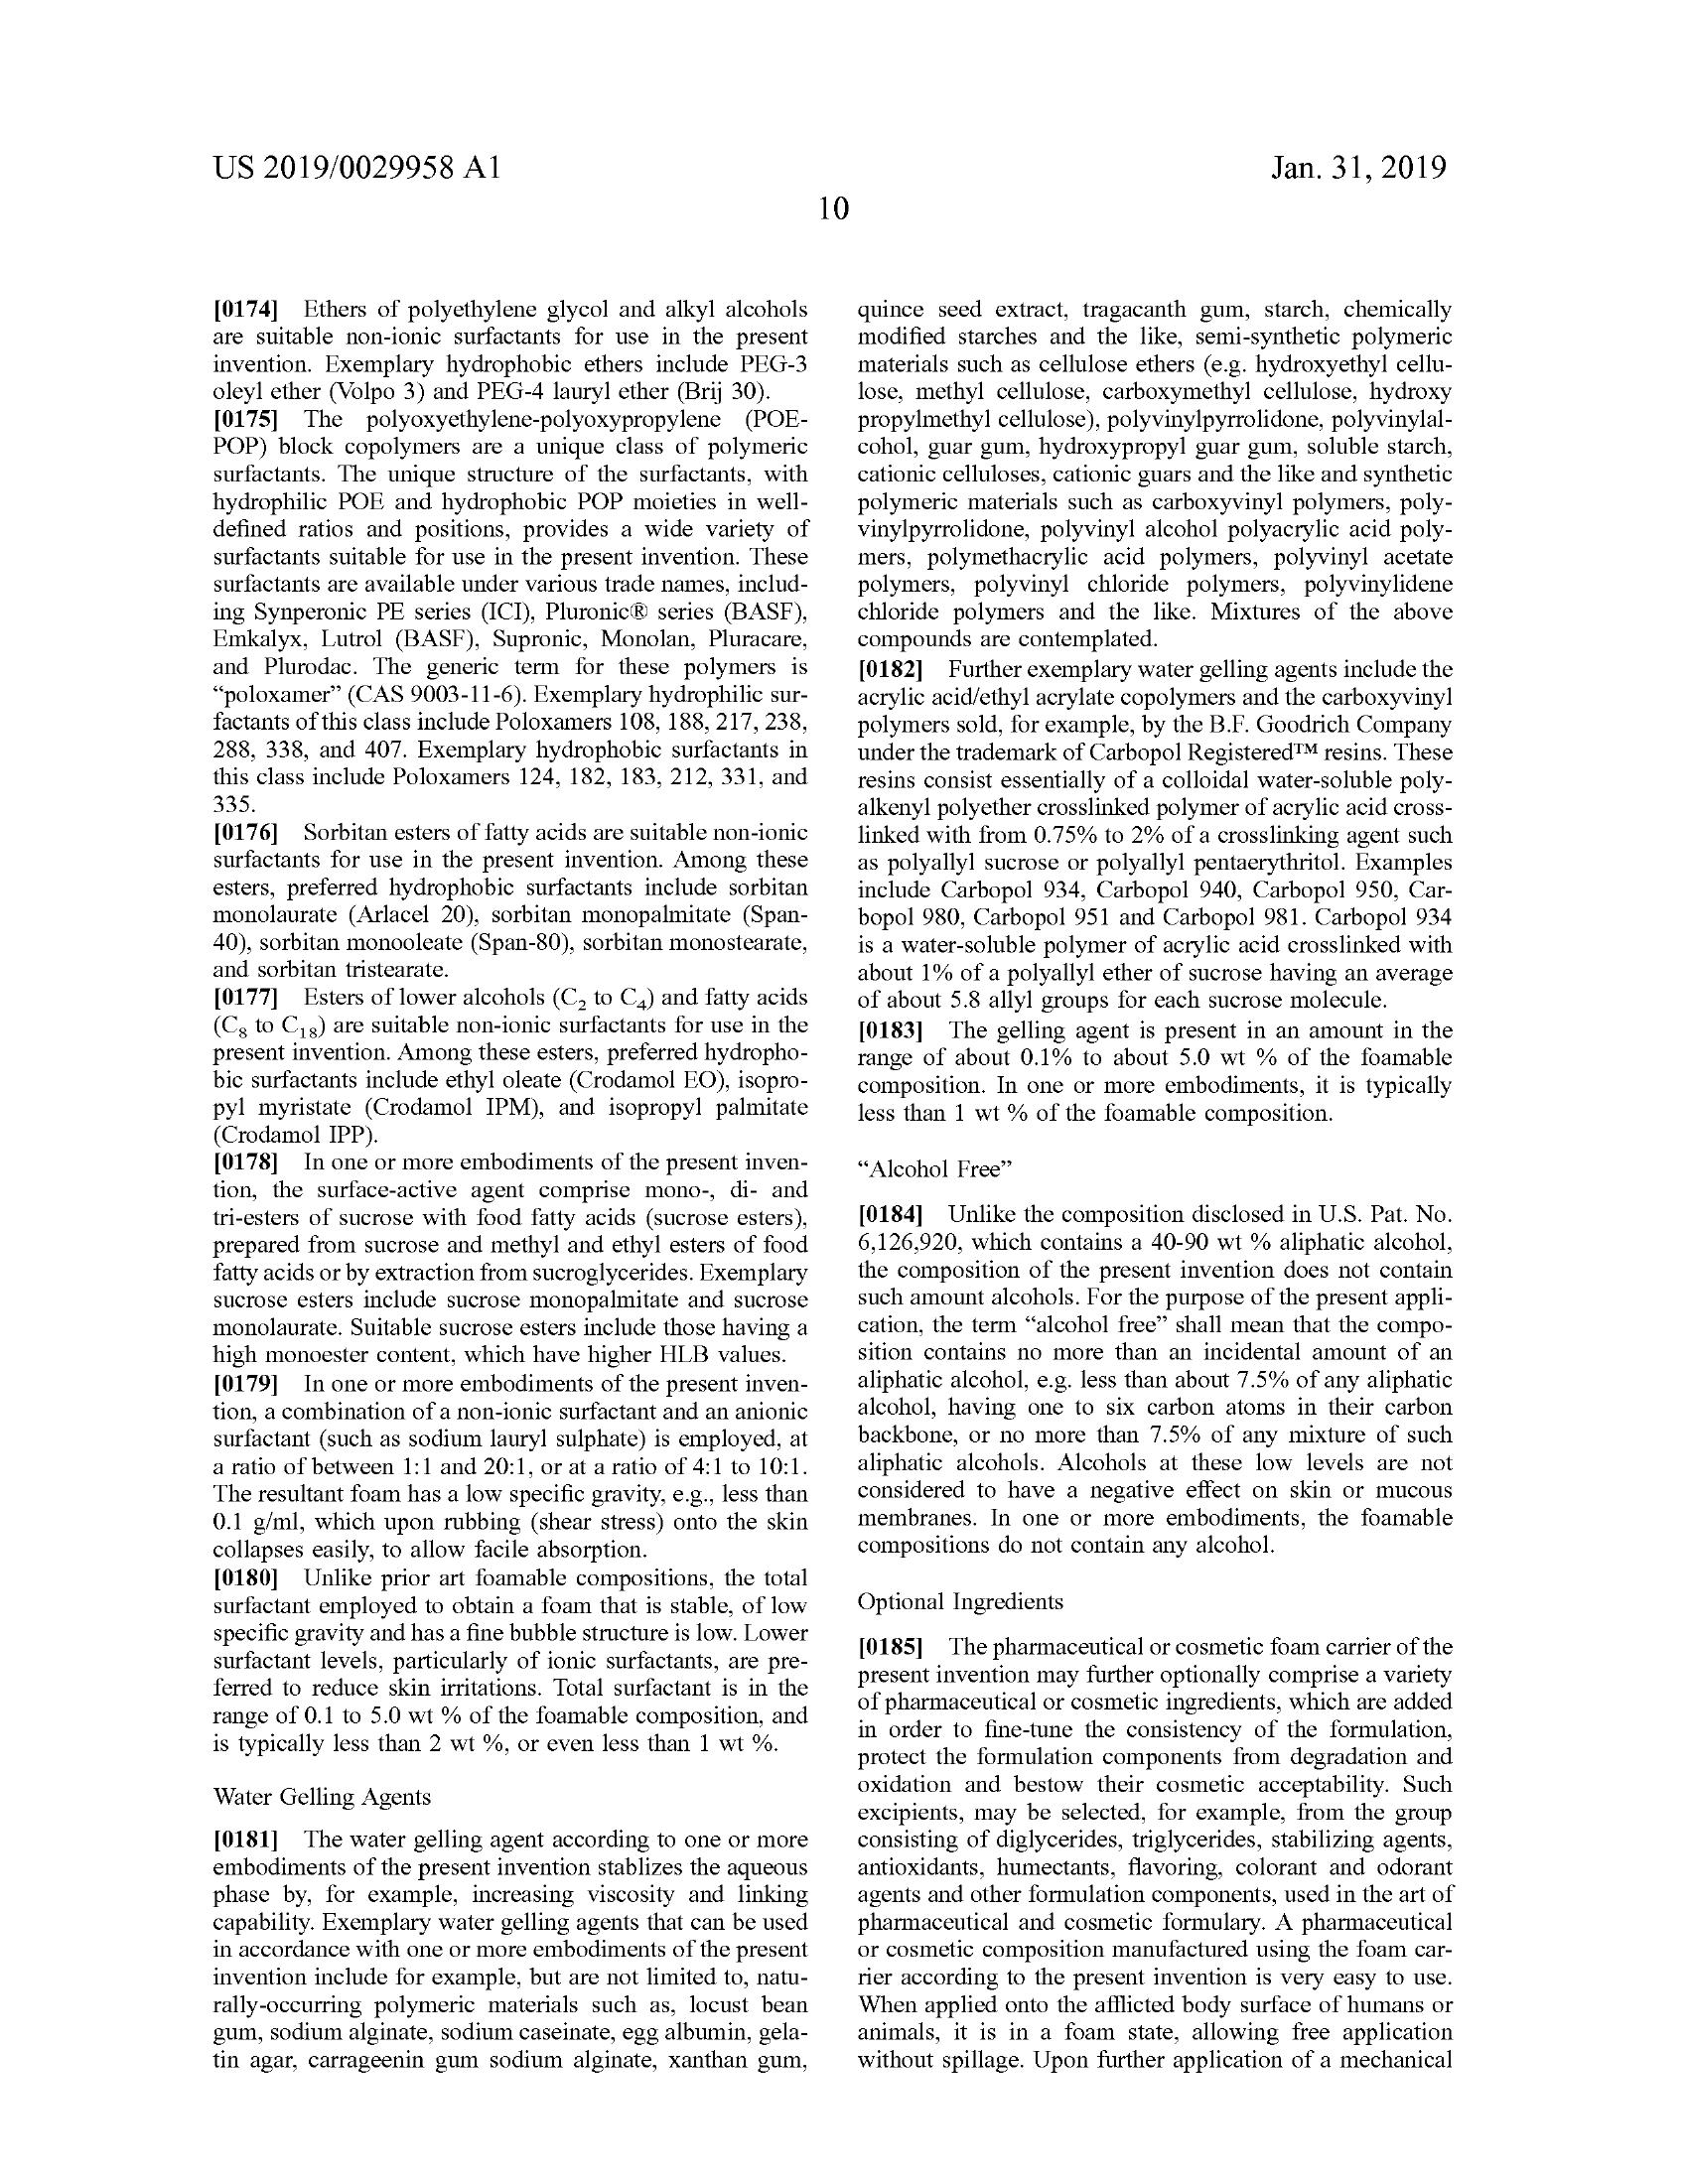 US 2019/0029958 A1
Jan. 31, 2019
10
[0174] Ethers of polyethylene glycol and alkyl alcohols
are suitable non-ionic surfactants for use in the present
invention. Exemplary hydrophobic ethers include PEG-3
oleyl ether (Volpo 3) and PEG-4 lauryl ether (Brij 30).
[0175] The polyoxyethylene-polyoxypropylene (POE-
POP) block copolymers are a unique class of polymeric
surfactants. The unique structure of the surfactants, with
hydrophilic POE and hydrophobic POP moieties in well-
defined ratios and positions, provides a wide variety of
surfactants suitable for use in the present invention. These
surfactants are available under various trade names, includ-
ing Synperonic PE series (ICI), Pluronic® series (BASF),
Emkalyx, Lutrol (BASF), Supronic, Monolan, Pluracare,
and Plurodac. The generic term for these polymers is
“poloxamer” (CAS 9003-11-6). Exemplary hydrophilic sur-
factants of this class include Poloxamers 108, 188, 217, 238,
288, 338, and 407. Exemplary hydrophobic surfactants in
this class include Poloxamers 124, 182, 183, 212, 331, and
335.
[0176] Sorbitan esters of fatty acids are suitable non-ionic
surfactants for use in the present invention. Among these
esters, preferred hydrophobic surfactants include sorbitan
monolaurate (Arlacel 20), sorbitan monopalmitate (Span-
40), sorbitan monooleate (Span-80), sorbitan monostearate,
and sorbitan tristearate.
[0177] Esters of lower alcohols (C₂ to C₄) and fatty acids
(C₈ to C₁₈) are suitable non-ionic surfactants for use in the
present invention. Among these esters, preferred hydropho-
bic surfactants include ethyl oleate (Crodamol EO), isopro-
pyl myristate (Crodamol IPM), and isopropyl palmitate
(Crodamol IPP).
[0178] In one or more embodiments of the present inven-
tion, the surface-active agent comprise mono-, di- and
tri-esters of sucrose with food fatty acids (sucrose esters),
prepared from sucrose and methyl and ethyl esters of food
fatty acids or by extraction from sucroglycerides. Exemplary
sucrose esters include sucrose monopalmitate and sucrose
monolaurate. Suitable sucrose esters include those having a
high monoester content, which have higher HLB values.
[0179] In one or more embodiments of the present inven-
tion, a combination of a non-ionic surfactant and an anionic
surfactant (such as sodium lauryl sulphate) is employed, at
a ratio of between 1:1 and 20:1, or at a ratio of 4:1 to 10:1.
The resultant foam has a low specific gravity, e.g., less than
0.1 g/ml, which upon rubbing (shear stress) onto the skin
collapses easily, to allow facile absorption.
[0180] Unlike prior art foamable compositions, the total
surfactant employed to obtain a foam that is stable, of low
specific gravity and has a fine bubble structure is low. Lower
surfactant levels, particularly of ionic surfactants, are pre-
ferred to reduce skin irritations. Total surfactant is in the
range of 0.1 to 5.0 wt % of the foamable composition, and
is typically less than 2 wt %, or even less than 1 wt %.
Water Gelling Agents
[0181] The water gelling agent according to one or more
embodiments of the present invention stablizes the aqueous
phase by, for example, increasing viscosity and linking
capability. Exemplary water gelling agents that can be used
in accordance with one or more embodiments of the present
invention include for example, but are not limited to, natu-
rally-occurring polymeric materials such as, locust bean
gum, sodium alginate, sodium caseinate, egg albumin, gela-
tin agar, carrageenin gum sodium alginate, xanthan gum,
quince seed extract, tragacanth gum, starch, chemically
modified starches and the like, semi-synthetic polymeric
materials such as cellulose ethers (e.g. hydroxyethyl cellu-
lose, methyl cellulose, carboxymethyl cellulose, hydroxy
propylmethyl cellulose), polyvinylpyrrolidone, polyvinylal-
cohol, guar gum, hydroxypropyl guar gum, soluble starch,
cationic celluloses, cationic guars and the like and synthetic
polymeric materials such as carboxyvinyl polymers, poly-
vinylpyrrolidone, polyvinyl alcohol polyacrylic acid poly-
mers, polymethacrylic acid polymers, polyvinyl acetate
polymers, polyvinyl chloride polymers, polyvinylidene
chloride polymers and the like. Mixtures of the above
compounds are contemplated.
[0182] Further exemplary water gelling agents include the
acrylic acid/ethyl acrylate copolymers and the carboxyvinyl
polymers sold, for example, by the B.F. Goodrich Company
under the trademark of Carbopol Registered™ resins. These
resins consist essentially of a colloidal water-soluble poly-
alkenyl polyether crosslinked polymer of acrylic acid cross-
linked with from 0.75% to 2% of a crosslinking agent such
as polyallyl sucrose or polyallyl pentaerythritol. Examples
include Carbopol 934, Carbopol 940, Carbopol 950, Car-
bopol 980, Carbopol 951 and Carbopol 981. Carbopol 934
is a water-soluble polymer of acrylic acid crosslinked with
about 1% of a polyallyl ether of sucrose having an average
of about 5.8 allyl groups for each sucrose molecule.
[0183] The gelling agent is present in an amount in the
range of about 0.1% to about 5.0 wt % of the foamable
composition. In one or more embodiments, it is typically
less than 1 wt % of the foamable composition.
“Alcohol Free”
[0184] Unlike the composition disclosed in U.S. Pat. No.
6,126,920, which contains a 40-90 wt % aliphatic alcohol,
the composition of the present invention does not contain
such amount alcohols. For the purpose of the present appli-
cation, the term “alcohol free” shall mean that the compo-
sition contains no more than an incidental amount of an
aliphatic alcohol, e.g. less than about 7.5% of any aliphatic
alcohol, having one to six carbon atoms in their carbon
backbone, or no more than 7.5% of any mixture of such
aliphatic alcohols. Alcohols at these low levels are not
considered to have a negative effect on skin or mucous
membranes. In one or more embodiments, the foamable
compositions do not contain any alcohol.
Optional Ingredients
[0185] The pharmaceutical or cosmetic foam carrier of the
present invention may further optionally comprise a variety
of pharmaceutical or cosmetic ingredients, which are added
in order to fine-tune the consistency of the formulation,
protect the formulation components from degradation and
oxidation and bestow their cosmetic acceptability. Such
excipients, may be selected, for example, from the group
consisting of diglycerides, triglycerides, stabilizing agents,
antioxidants, humectants, flavoring, colorant and odorant
agents and other formulation components, used in the art of
pharmaceutical and cosmetic formulary. A pharmaceutical
or cosmetic composition manufactured using the foam car-
rier according to the present invention is very easy to use.
When applied onto the afflicted body surface of humans or
animals, it is in a foam state, allowing free application
without spillage. Upon further application of a mechanical